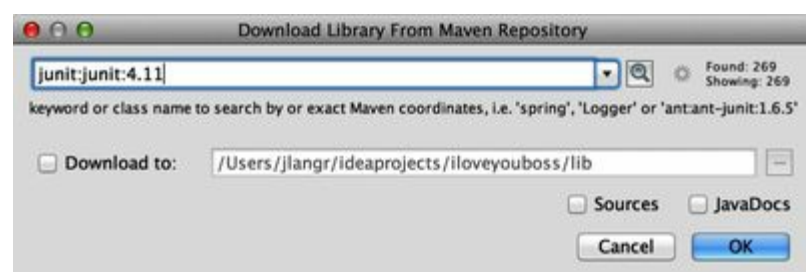 Download Library From Maven Repository
junit:junit:4.11
Found: 269
Showing: 269
keyword or class name to search by or exact Maven coordinates, i.e. 'spring', 'Logger' or 'ant:ant-junit:1.6.5'
Download to: /Users/jlangr/ideaprojects/iloveyouboss/lib
Sources JavaDocs
Cancel OK